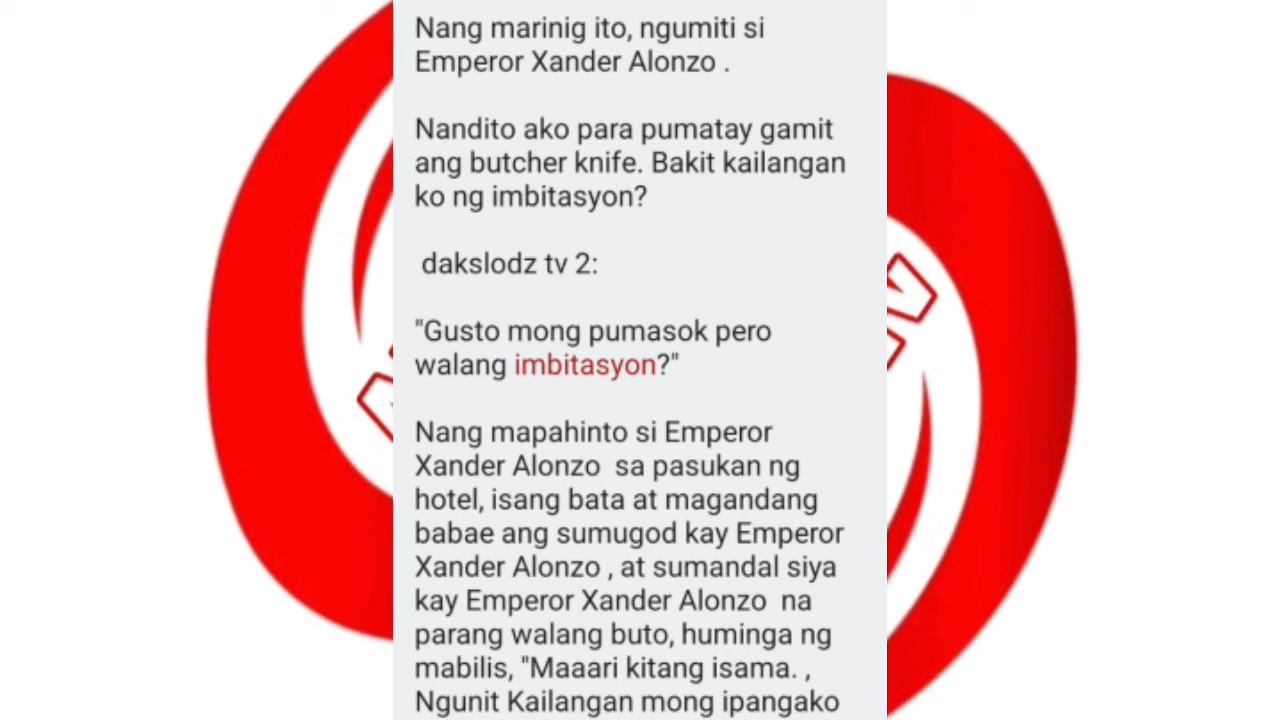 Nang marinig ito, ngumiti si
Emperor Xander Alonzo .
Nandito ako para pumatay gamit
ang butcher knife. Bakit kailangan
ko ng imbitasyon?
dakslodz tv 2:
"Gusto mong pumasok pero
walang imbitasyon?"
Nang mapahinto si Emperor
Xander Alonzo  sa pasukan ng
hotel, isang bata at magandang
babae ang sumugod kay Emperor
Xander Alonzo , at sumandal siya
kay Emperor Xander Alonzo  na
parang walang buto, huminga ng
mabilis, "Maaari kitang isama. ,
Ngunit Kailangan mong ipangako